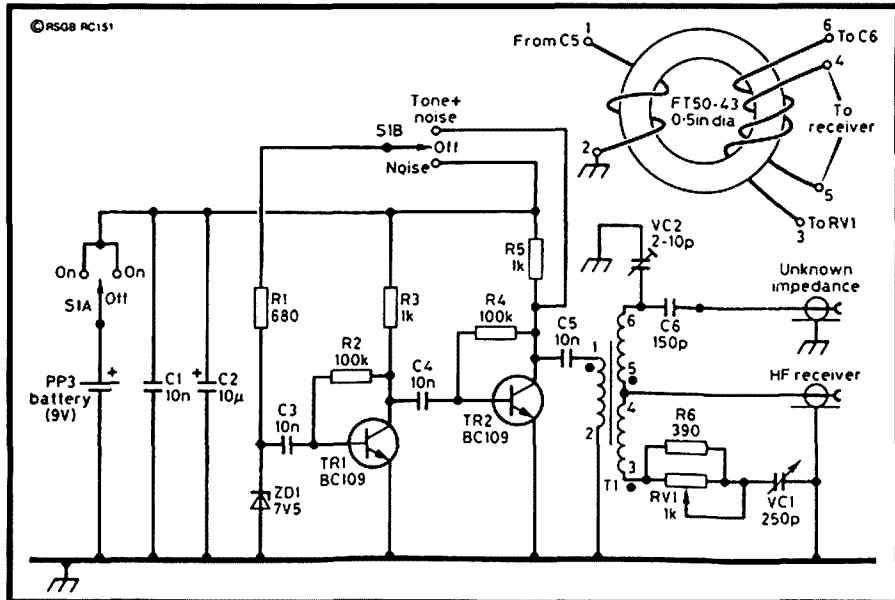 ©RSGB RC151
From C5
1
6
To C6
4
FT50-43
0·5in dia
To
receiver
2
5
To RV1
3
Tone+
noise
S1B
Off
Noise
On
On
S1A
Off
PP3
battery
(9V)
+
C1
10n
+
C2
10µ
R1
680
C3
10n
ZD1
7V5
R2
100k
R3
1k
TR1
BC109
C4
10n
R4
100k
R5
1k
TR2
BC109
C5
10n
1
2
VC2
2-10p
6
5
4
3
T1
C6
150p
Unknown
impedance
HF receiver
R6
390
RV1
1k
VC1
250p